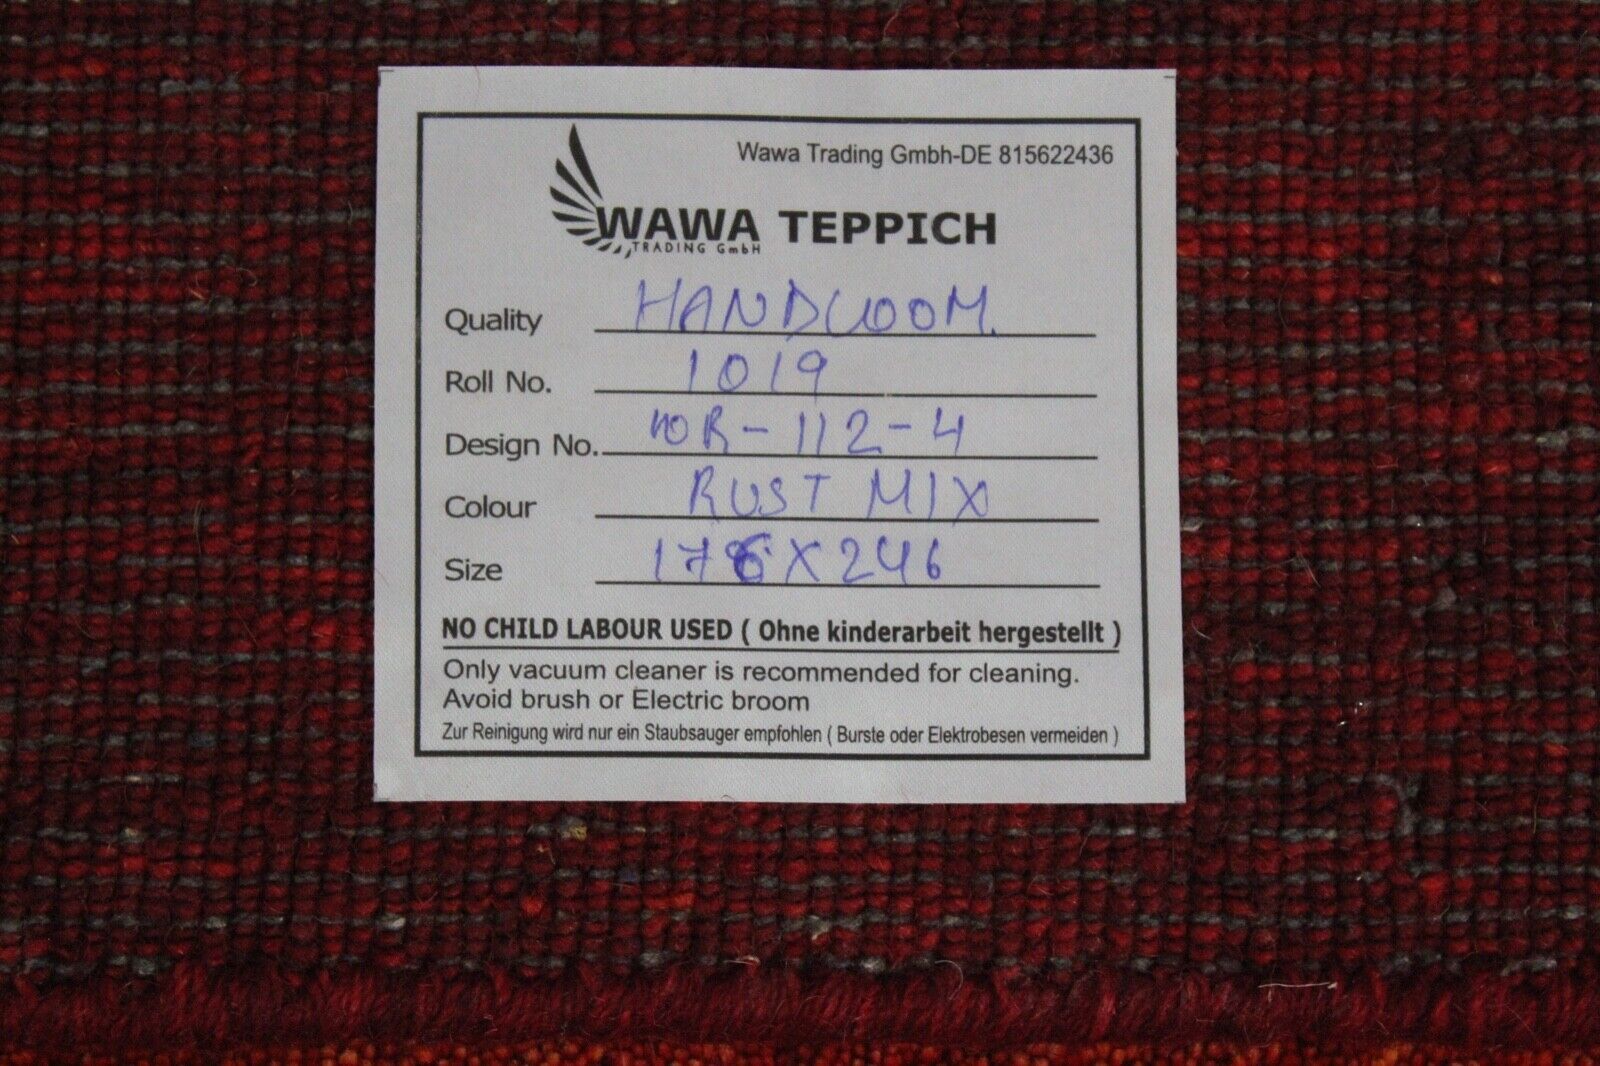 Wawa Trading Gmbh-DE 815622436
WAWA TEPPICH
TRADING GmbH
Quality HANDLOOM.
Roll No. 1019
Design No. -112-4
Colour RUST MIX
Size X246
NO CHILD LABOUR USED ( Ohne kinderarbeit hergestellt )
Only vacuum cleaner is recommended for cleaning.
Avoid brush or Electric broom
Zur Reinigung wird nur ein Staubsauger empfohlen ( Burste oder Elektrobesen vermeiden )